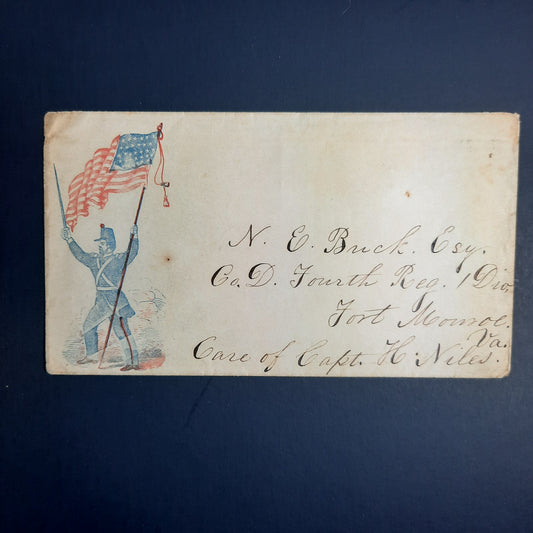 N. E. Buck. Esq.
Co. D. Fourth Reg. 1 Div.
Fort Monroe.
Va.
Care of Capt. H. Niles.